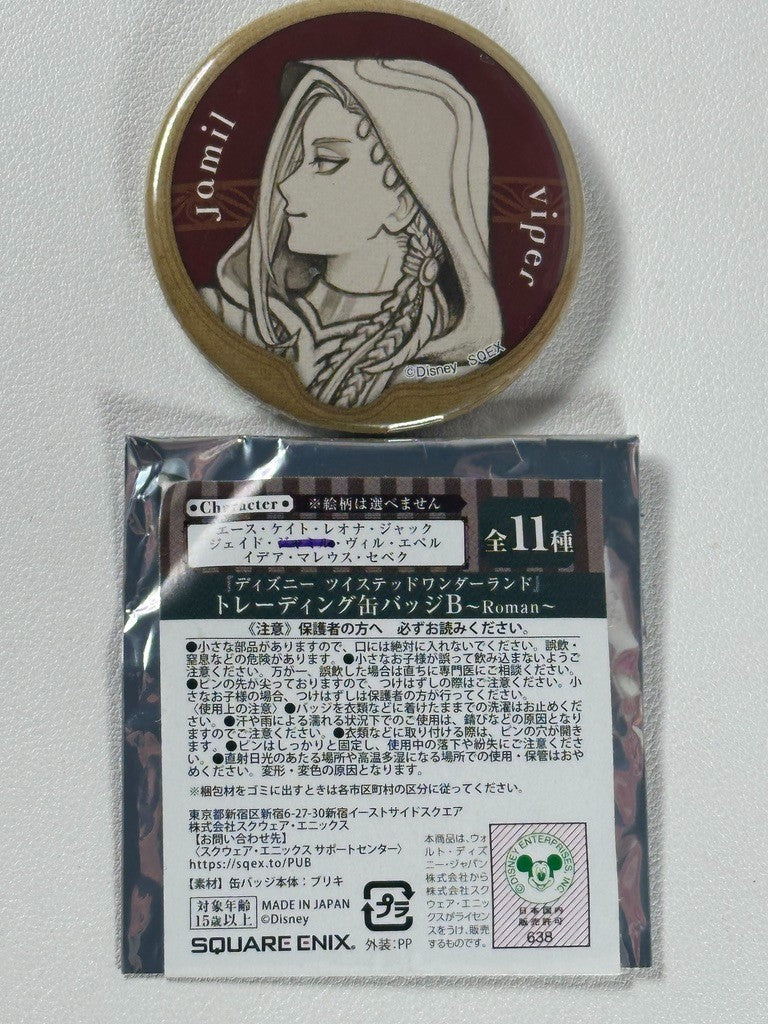 Jamil
viper
©Disney SQEX
Character
※絵柄は選べません
エース・ケイト・レオナ・ジャック
ジェイド・・ヴィル・エペル
イデア・マレウス・セベク
全11種
『ディズニー ツイステッドワンダーランド』
トレーディング缶バッジB～Roman～
《注意》保護者の方へ 必ずお読みください。
●小さな部品がありますので、口には絶対に入れないでください。誤飲・
窒息などの危険があります。●小さなお子様が誤って飲み込まないようご
注意ください。万が一、誤飲した場合は直ちに専門医にご相談ください。
●ピンの先が尖っておりますので、つけはずしの際はご注意ください。小
さなお子様の場合、つけはずしは保護者の方が行ってください。
〈使用上の注意〉●バッジを衣類などに着けたままでの洗濯はお止めくだ
さい。●汗や雨による濡れる状況下でのご使用は、錆びなどの原因となり
ますのでご注意ください。●衣類などに取り付ける際は、ピンの穴が開き
ます。●ピンはしっかりと固定し、使用中の落下や紛失にご注意くださ
い。●直射日光のあたる場所や高温多湿になる場所での使用・保管はおや
めください。変形・変色の原因となります。
※梱包材をゴミに出すときは各市区町村の区分に従ってください。
東京都新宿区新宿6-27-30新宿イーストサイドスクエア
株式会社スクウェア・エニックス
【お問い合わせ先】
〈スクウェア・エニックス サポートセンター〉
https://sqex.to/PUB
【素材】缶バッジ本体：ブリキ
対象年齢
15歳以上
MADE IN JAPAN
©Disney
SQUARE ENIX®
プラ
外装:PP
本商品は、ウォ
ルト・ディズ
ニー・ジャパン
株式会社から
株式会社スク
ウェア・エニッ
クスがライセン
スをうけ、販売
するものです。
©DISNEY ENTERPRISES, INC.
日本国内
販売許可
638